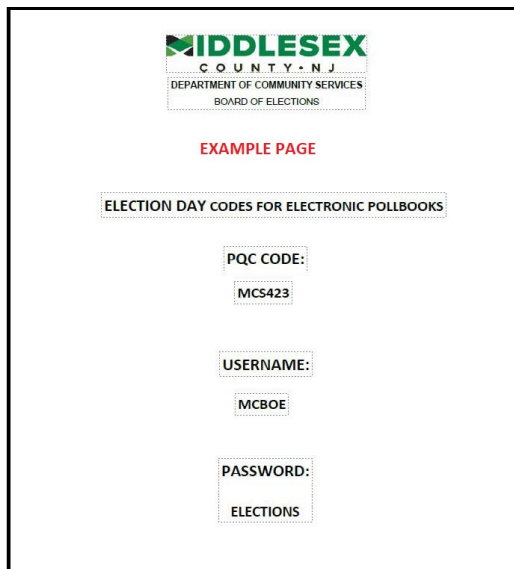 MIDDLESEX
COUNTY • NJ
DEPARTMENT OF COMMUNITY SERVICES
BOARD OF ELECTIONS
EXAMPLE PAGE
ELECTION DAY CODES FOR ELECTRONIC POLLBOOKS
PQC CODE:
MCS423
USERNAME:
MCBOE
PASSWORD:
ELECTIONS